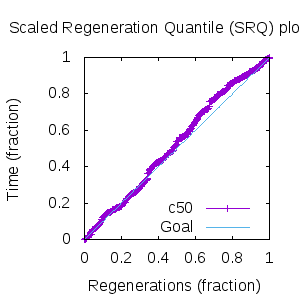 Scaled Regeneration Quantile (SRQ) plo
1
0.8
0.6
0.4
0.2
0
Time (fraction)
c50
Goal
0 0.2 0.4 0.6 0.8 1
Regenerations (fraction)